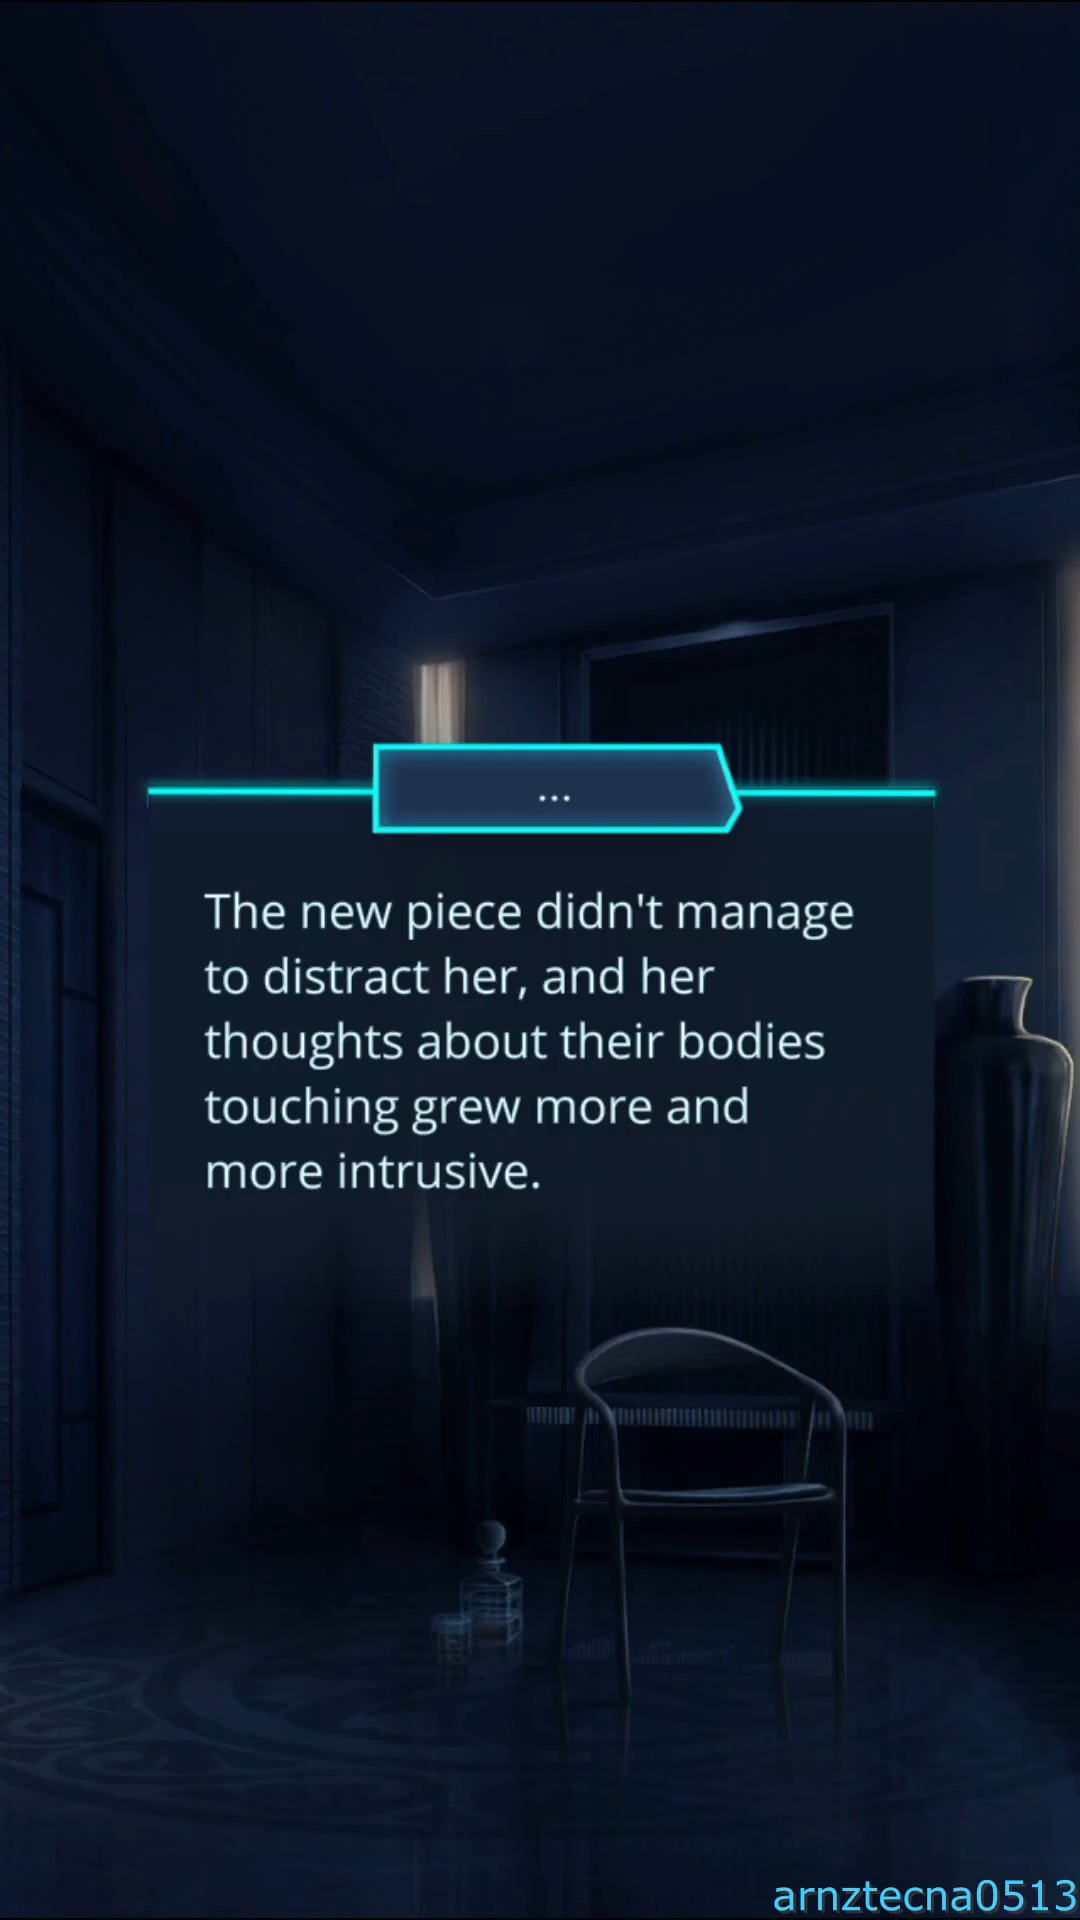 ...
The new piece didn't manage
to distract her, and her
thoughts about their bodies
touching grew more and
more intrusive.
arnztecna0513